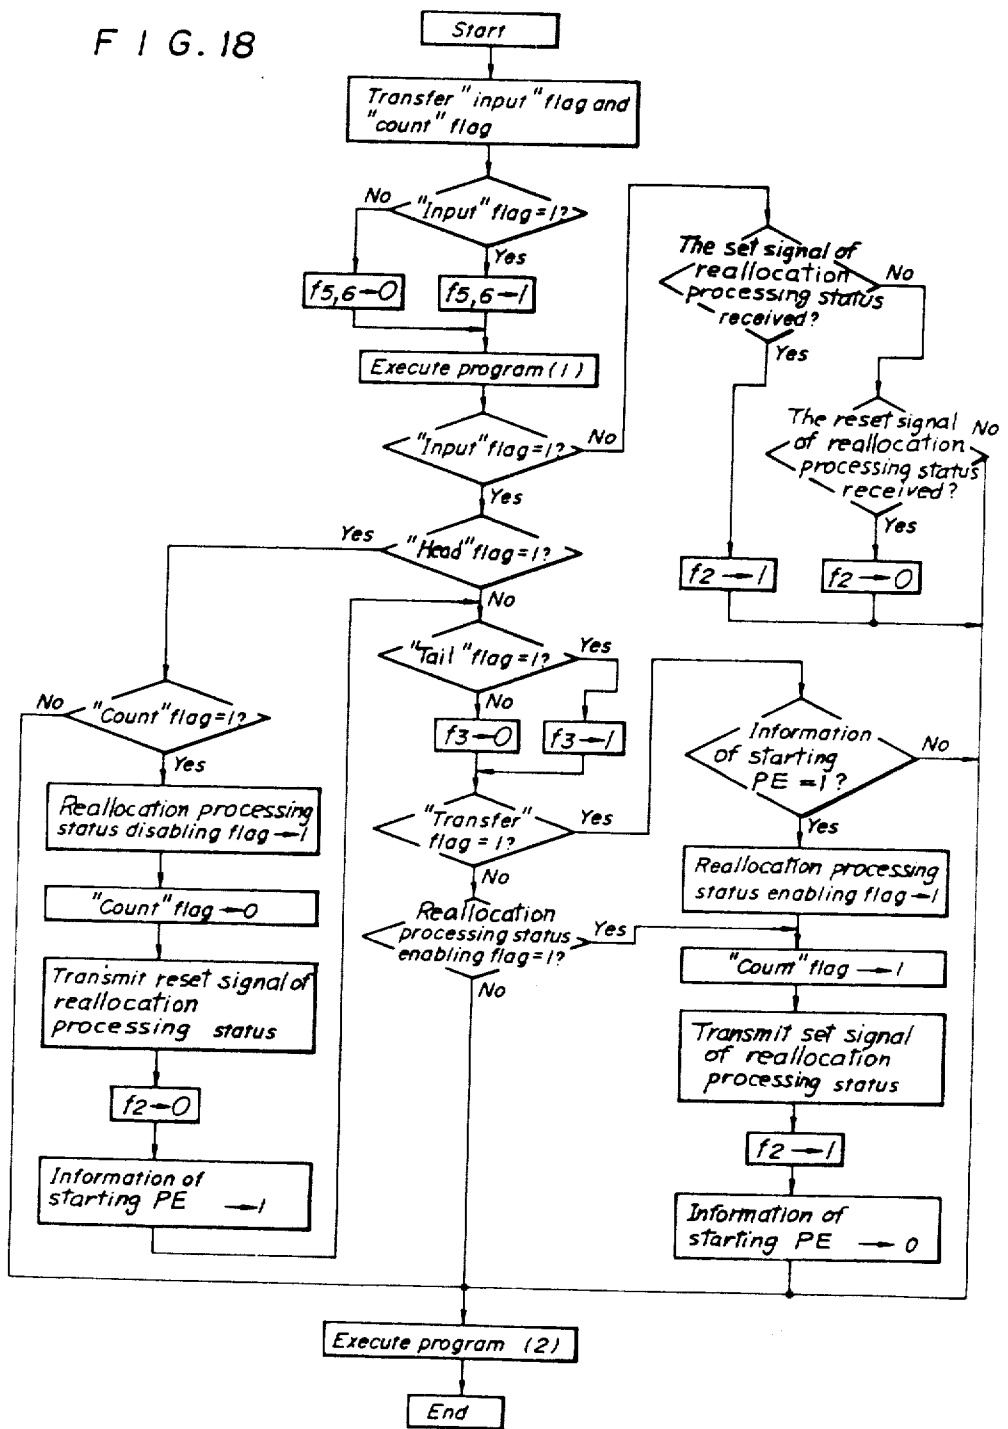 FIG. 18
Start
Transfer "input" flag and
"count" flag
"Input" flag=1?
No
Yes
f5,6→0
f5,6→1
Execute program (1)
"Input" flag=1?
No
Yes
The set signal of
reallocation
processing status
received?
No
Yes
The reset signal
of reallocation
processing status
received?
No
Yes
f2→1
f2→0
"Head" flag=1?
Yes
No
"Tail" flag=1?
Yes
No
f3→0
f3→1
"Count" flag=1?
No
Yes
Reallocation processing
status disabling flag→1
"Count" flag→0
Transmit reset signal of
reallocation
processing status
f2→0
Information of
starting PE →1
"Transfer"
flag=1?
Yes
No
Reallocation
processing status
enabling flag=1?
Yes
No
Information
of starting
PE=1?
No
Yes
Reallocation processing
status enabling flag→1
"Count" flag→1
Transmit set signal
of reallocation
processing status
f2→1
Information of
starting PE →0
Execute program (2)
End